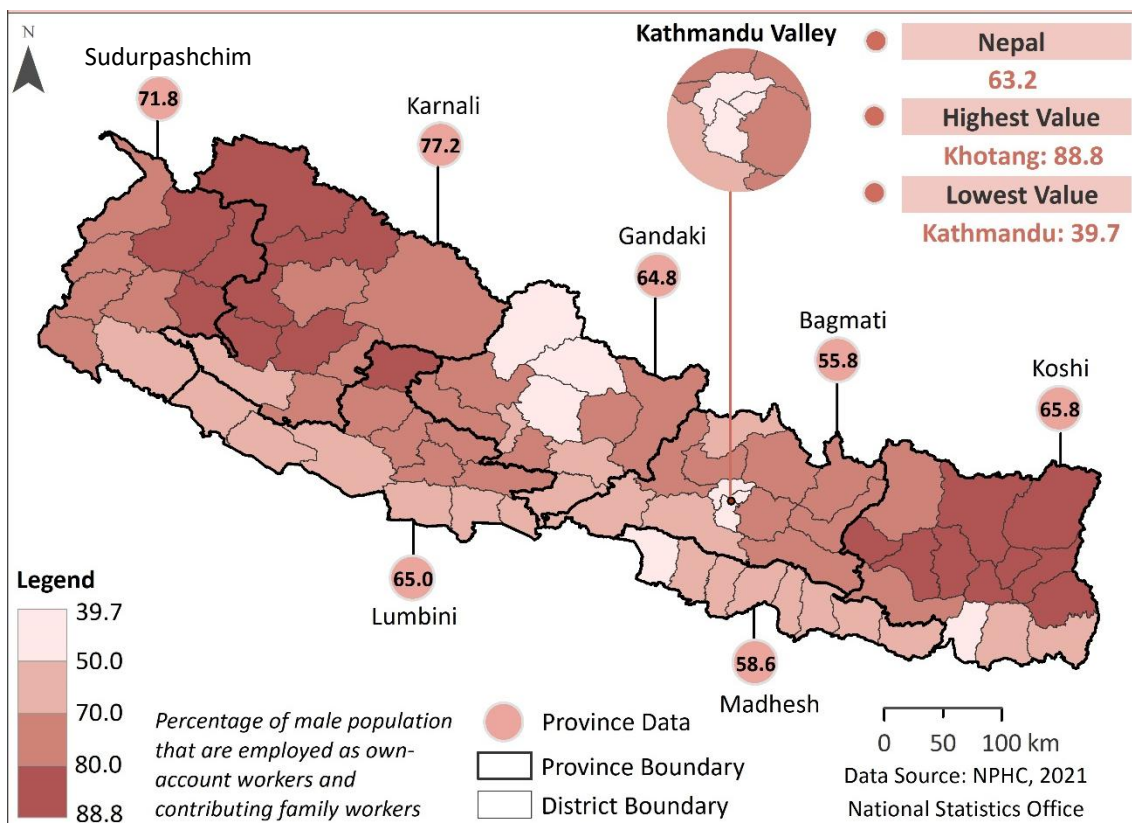 Kathmandu Valley
Nepal
63.2
Highest Value
Khotang: 88.8
Lowest Value
Kathmandu: 39.7
N
Sudurpashchim
71.8
Karnali
77.2
Gandaki
64.8
Bagmati
55.8
Koshi
65.8
65.0
Lumbini
58.6
Madhesh
Legend
39.7
50.0
70.0
80.0
88.8
Percentage of male population
that are employed as own-
account workers and
contributing family workers
Province Data
Province Boundary
District Boundary
0 50 100 km
Data Source: NPHC, 2021
National Statistics Office